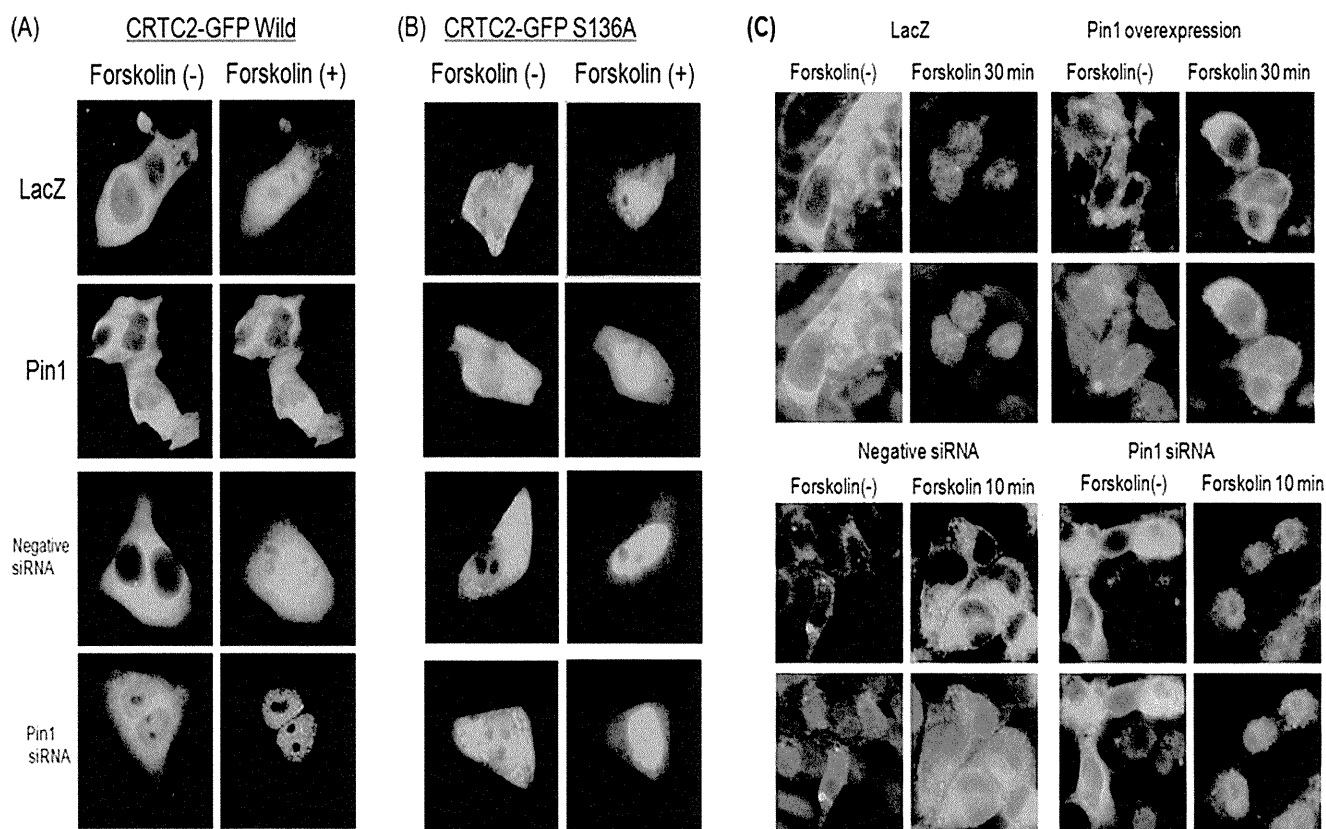 (A) CRTC2-GFP Wild
Forskolin (-) Forskolin (+)
LacZ
Pin1
Negative
siRNA
Pin1
siRNA
(B) CRTC2-GFP S136A
Forskolin (-) Forskolin (+)
(C) LacZ Pin1 overexpression
Forskolin(-) Forskolin 30 min Forskolin(-) Forskolin 30 min
Negative siRNA Pin1 siRNA
Forskolin(-) Forskolin 10 min Forskolin(-) Forskolin 10 min